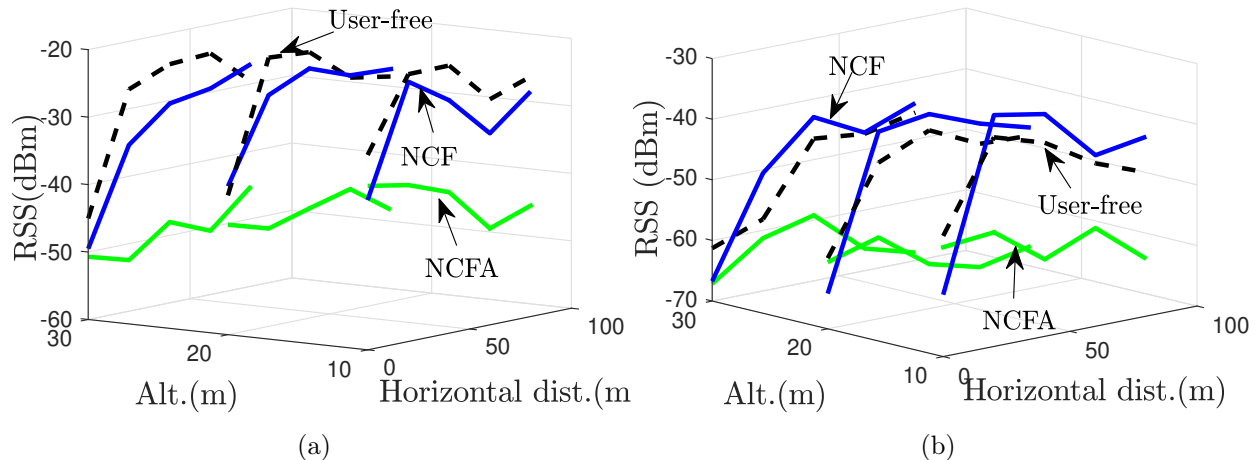 User-free
NCF
NCFA
-20
-30
-40
-50
-60
30
20
10
0
50
100
RSS(dBm)
Alt.(m)
Horizontal dist.(m
(a)
NCF
User-free
NCFA
-30
-40
-50
-60
-70
30
20
10
0
50
100
RSS (dBm)
Alt.(m)
Horizontal dist.(m)
(b)